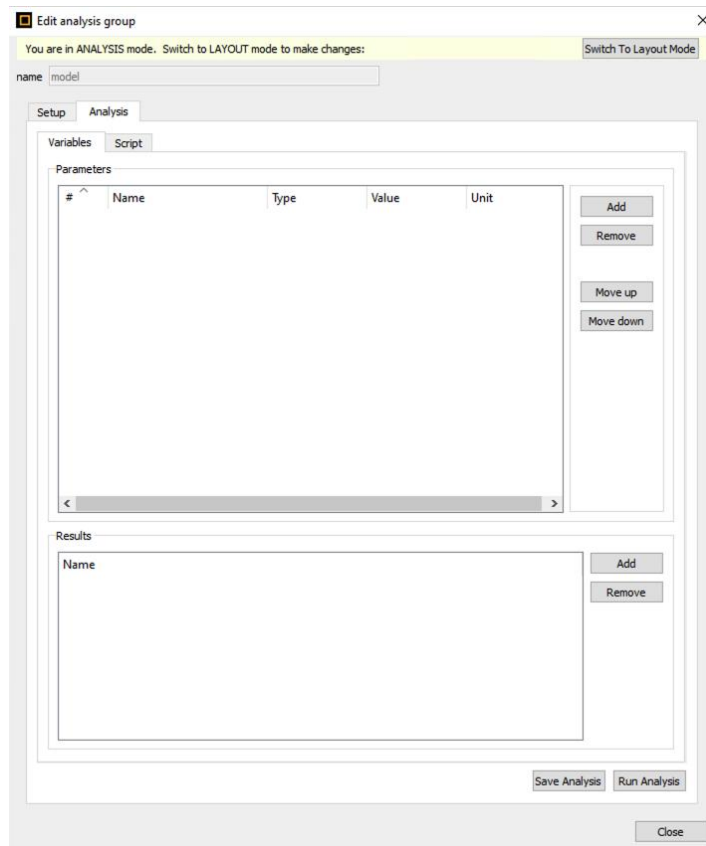 Edit analysis group
You are in ANALYSIS mode. Switch to LAYOUT mode to make changes:
Switch To Layout Mode
name model
Setup Analysis
Variables Script
Parameters
# Name Type Value Unit
Add
Remove
Move up
Move down
Results
Name
Add
Remove
Save Analysis Run Analysis
Close